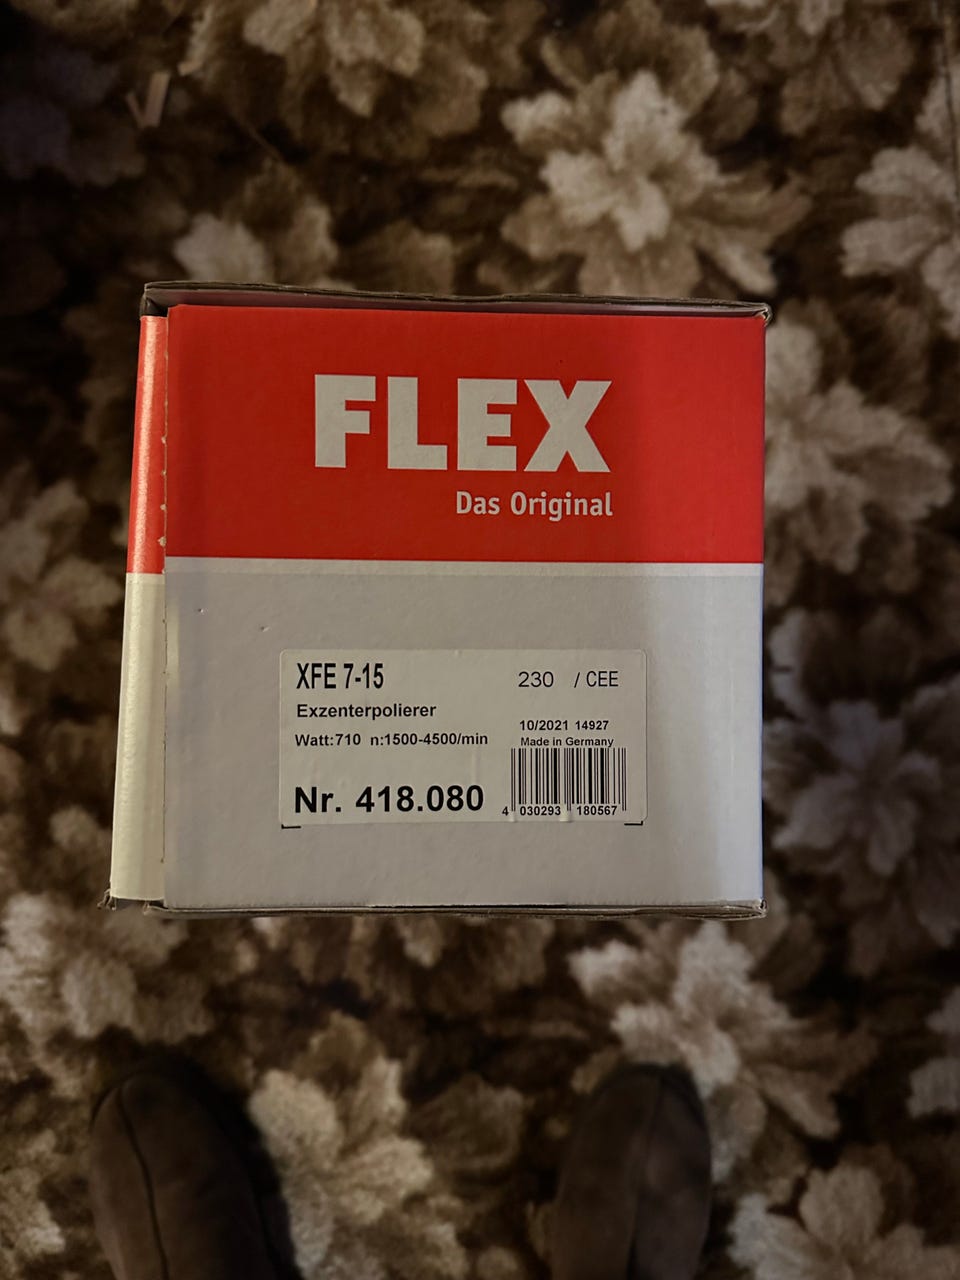 FLEX
Das Original
XFE 7-15
230 / CEE
Exzenterpolierer
10/2021 14927
Watt:710 n:1500-4500/min
Made in Germany
Nr. 418.080
4 030293 180567